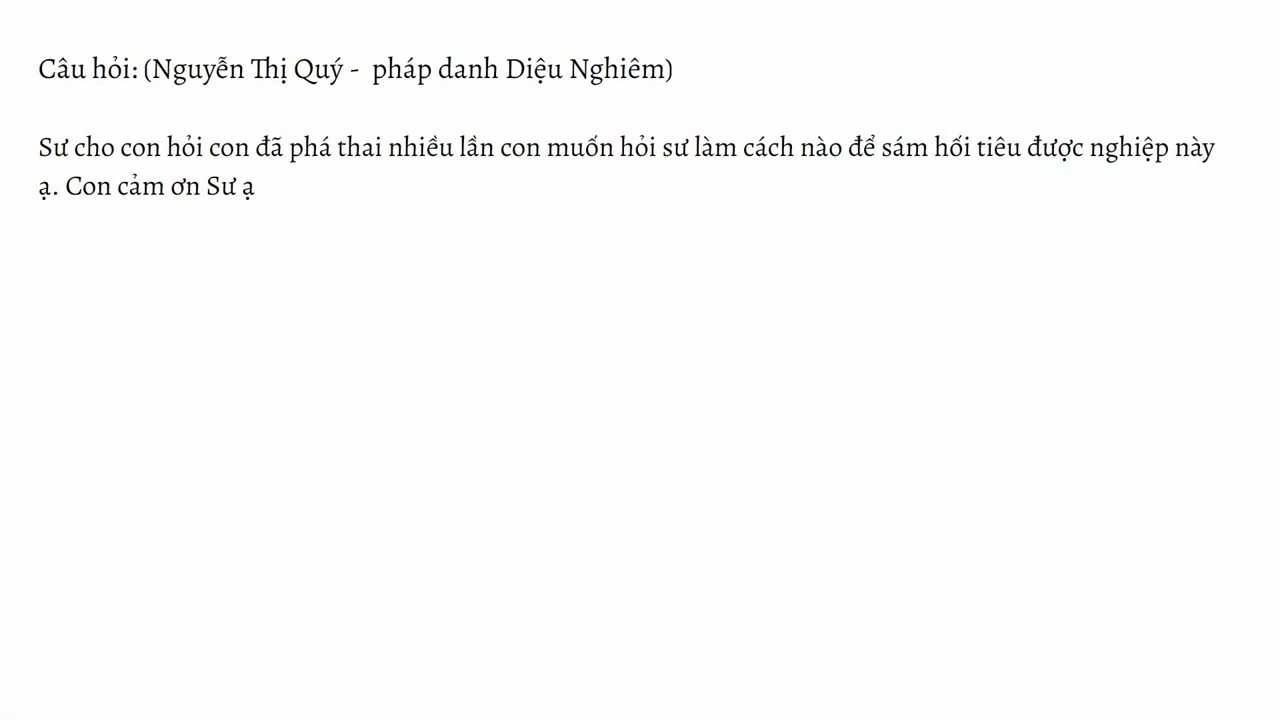 Câu hỏi: (Nguyễn Thị Quý - pháp danh Diệu Nghiêm)
Sư cho con hỏi con đã phá thai nhiều lần con muốn hỏi sư làm cách nào để sám hối tiêu được nghiệp này
ạ. Con cảm ơn Sư ạ